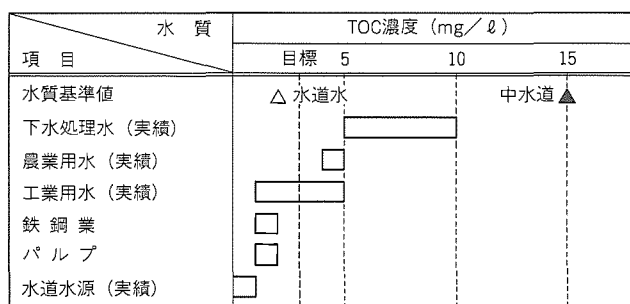 水 質
TOC濃度 (mg/ℓ)
項 目
目標 5 10 15
水質基準値 △ 水道水 中水道 ▲
下水処理水 (実績)
農業用水 (実績)
工業用水 (実績)
鉄 鋼 業
パ ル プ
水道水源 (実績)